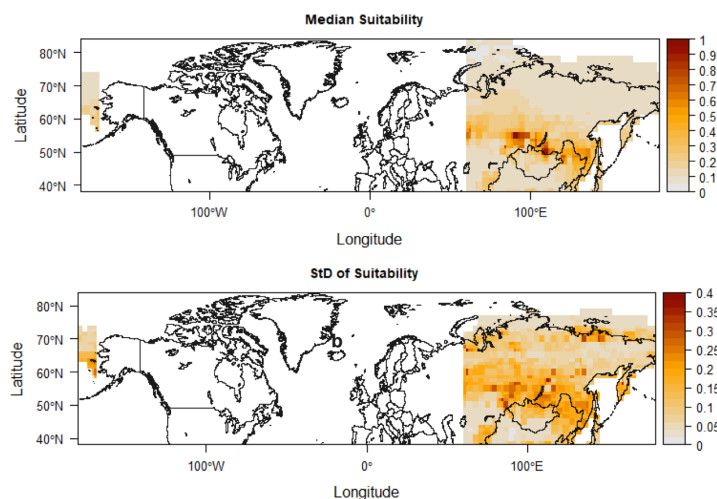 Median Suitability
80°N
70°N
60°N
50°N
40°N
Latitude
100°W
0°
100°E
Longitude
1
0.9
0.8
0.7
0.6
0.5
0.4
0.3
0.2
0.1
0
StD of Suitability
b
80°N
70°N
60°N
50°N
40°N
Latitude
100°W
0°
100°E
Longitude
0.4
0.35
0.3
0.25
0.2
0.15
0.1
0.05
0